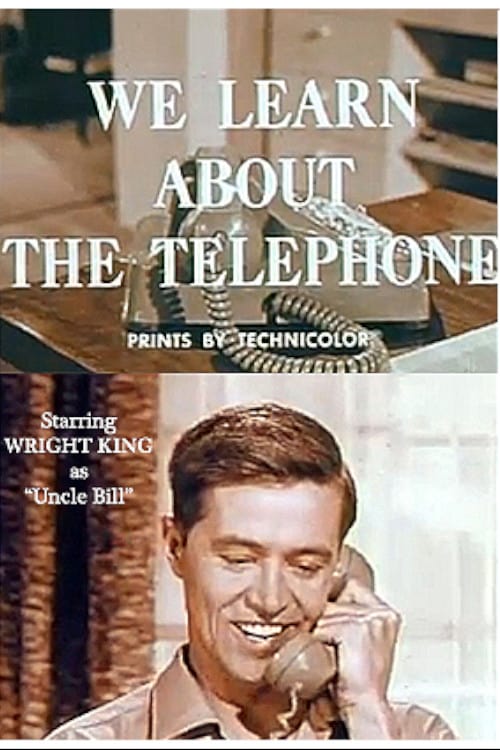 WE LEARN
ABOUT
THE TELEPHONE
PRINTS BY TECHNICOLOR
Starring
WRIGHT KING
as
"Uncle Bill"